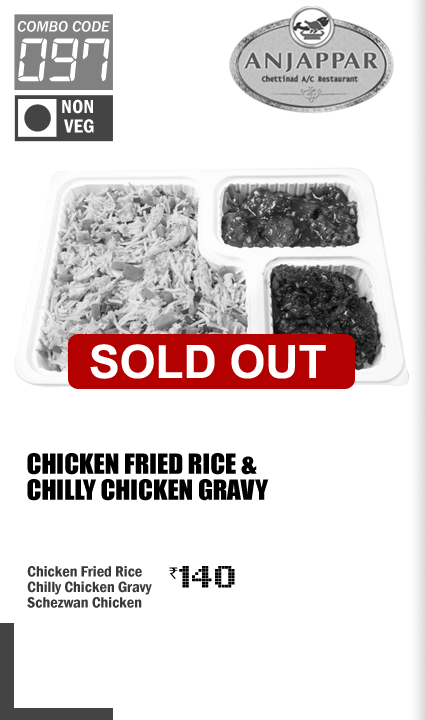 COMBO CODE
097
NON
VEG
ANJAPPAR
Chettinad A/C Restaurant
SOLD OUT
CHICKEN FRIED RICE &
CHILLY CHICKEN GRAVY
Chicken Fried Rice
₹140
Chilly Chicken Gravy
Schezwan Chicken